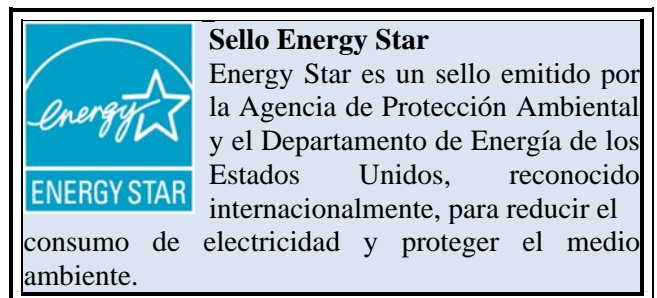 Sello Energy Star
Energy Star es un sello emitido por
la Agencia de Protección Ambiental
y el Departamento de Energía de los
Estados Unidos, reconocido
internacionalmente, para reducir el
consumo de electricidad y proteger el medio
ambiente.
energy
ENERGY STAR